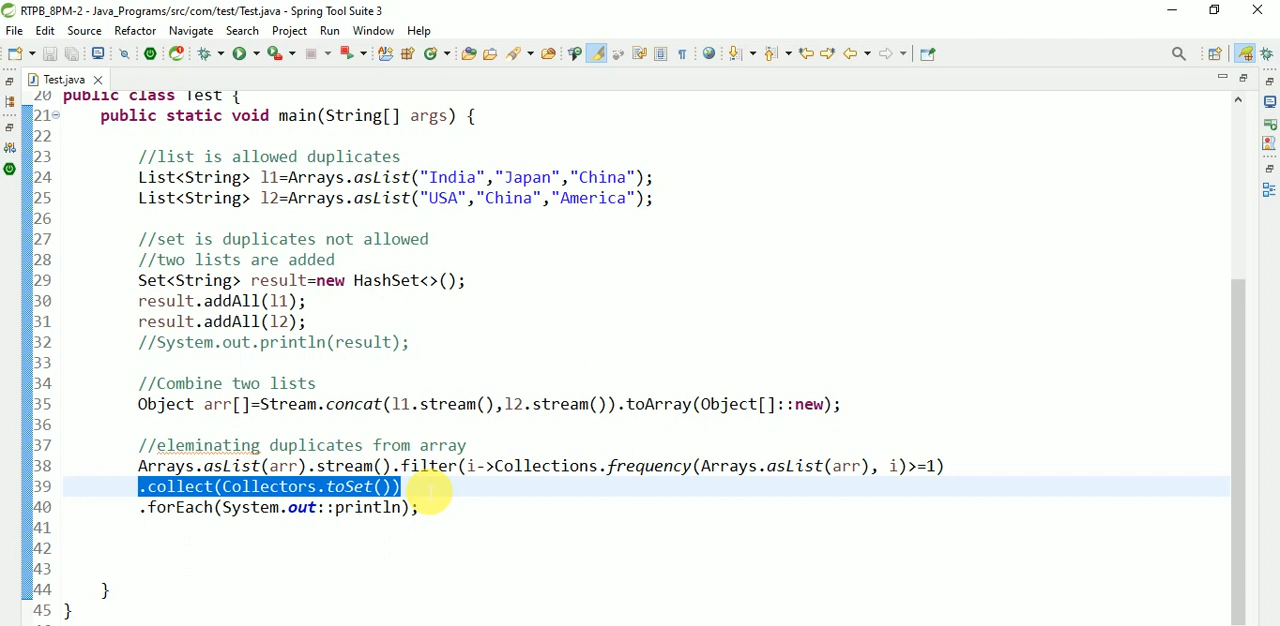 RTPB_8PM-2 - Java_Programs/src/com/test/Test.java - Spring Tool Suite 3
File Edit Source Refactor Navigate Search Project Run Window Help
Test.java
20 public class Test {
21 public static void main(String[] args) {
22
23 //list is allowed duplicates
24 List<String> l1=Arrays.asList("India","Japan","China");
25 List<String> l2=Arrays.asList("USA","China","America");
26
27 //set is duplicates not allowed
28 //two lists are added
29 Set<String> result=new HashSet<>();
30 result.addAll(l1);
31 result.addAll(l2);
32 //System.out.println(result);
33
34 //Combine two lists
35 Object arr[]=Stream.concat(l1.stream(),l2.stream()).toArray(Object[]::new);
36
37 //eleminating duplicates from array
38 Arrays.asList(arr).stream().filter(i->Collections.frequency(Arrays.asList(arr), i)>=1)
39 .collect(Collectors.toSet())
40 .forEach(System.out::println);
41
42
43
44 }
45 }